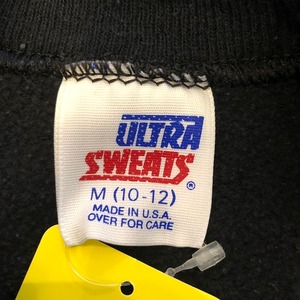 ULTRA
SWEATS®
M (10-12)
MADE IN U.S.A.
OVER FOR CARE